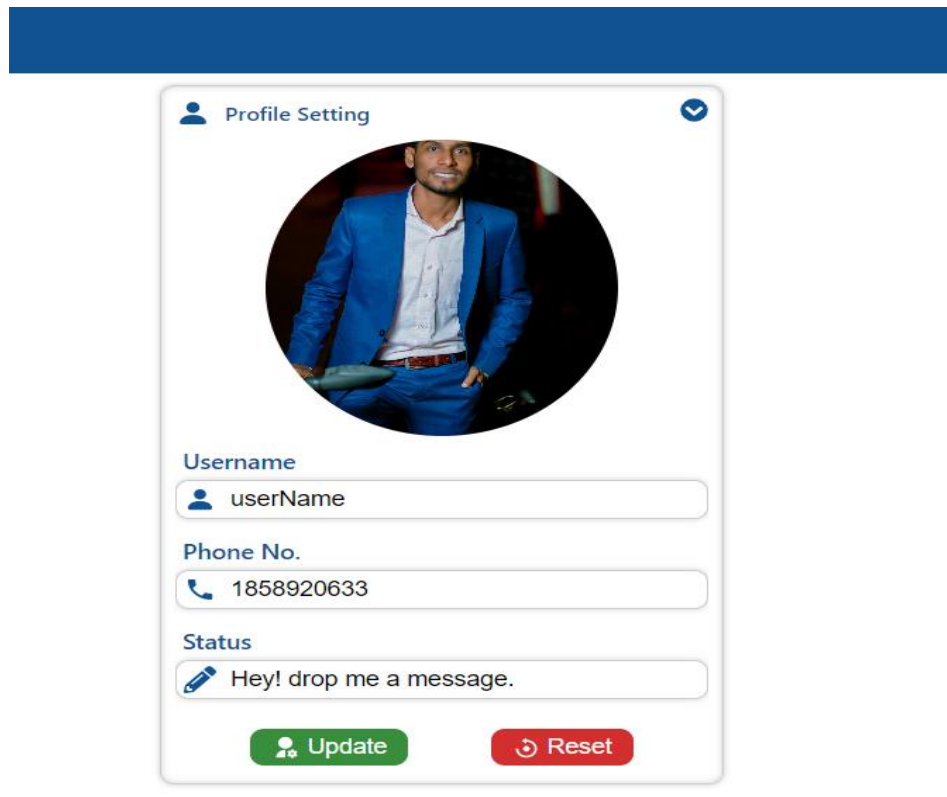 Profile Setting
Username
userName
Phone No.
1858920633
Status
Hey! drop me a message.
Update
Reset